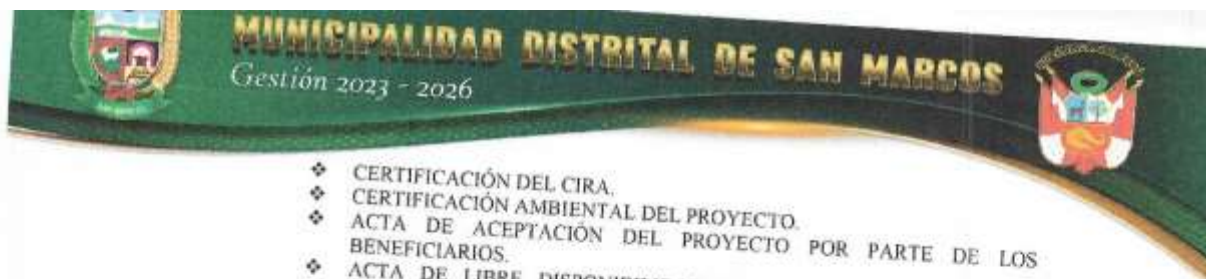 MUNICIPALIDAD DISTRITAL DE SAN MARCOS
Gestión 2023 - 2026
❖ CERTIFICACIÓN DEL CIRA.
❖ CERTIFICACIÓN AMBIENTAL DEL PROYECTO.
❖ ACTA DE ACEPTACIÓN DEL PROYECTO POR PARTE DE LOS
BENEFICIARIOS.
❖ ACTA DE LIBRE